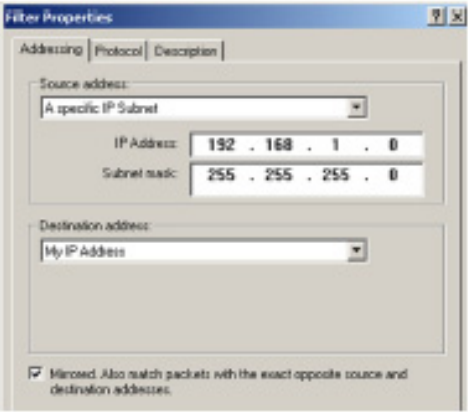 Filter Properties
Addressing Protocol Description
Source address:
A specific IP Subnet
IP Address: 192 . 168 . 1 . 0
Subnet mask: 255 . 255 . 255 . 0
Destination address:
My IP Address
Mirrored. Also match packets with the exact opposite source and
destination addresses.